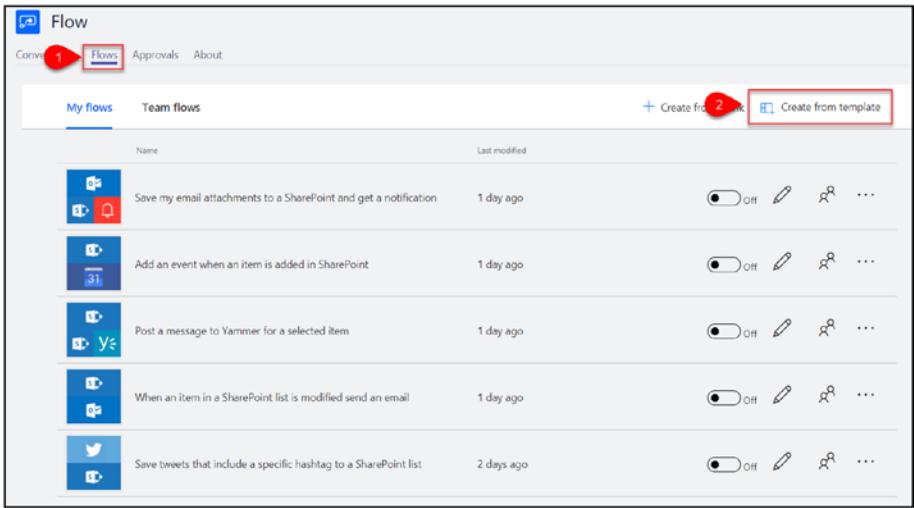 Flow
Conve 1 Flows Approvals About
My flows Team flows + Create fr 2 k Create from template
Name Last modified
Save my email attachments to a SharePoint and get a notification 1 day ago Off
Add an event when an item is added in SharePoint 1 day ago Off
31
Post a message to Yammer for a selected item 1 day ago Off
When an item in a SharePoint list is modified send an email 1 day ago Off
Save tweets that include a specific hashtag to a SharePoint list 2 days ago Off